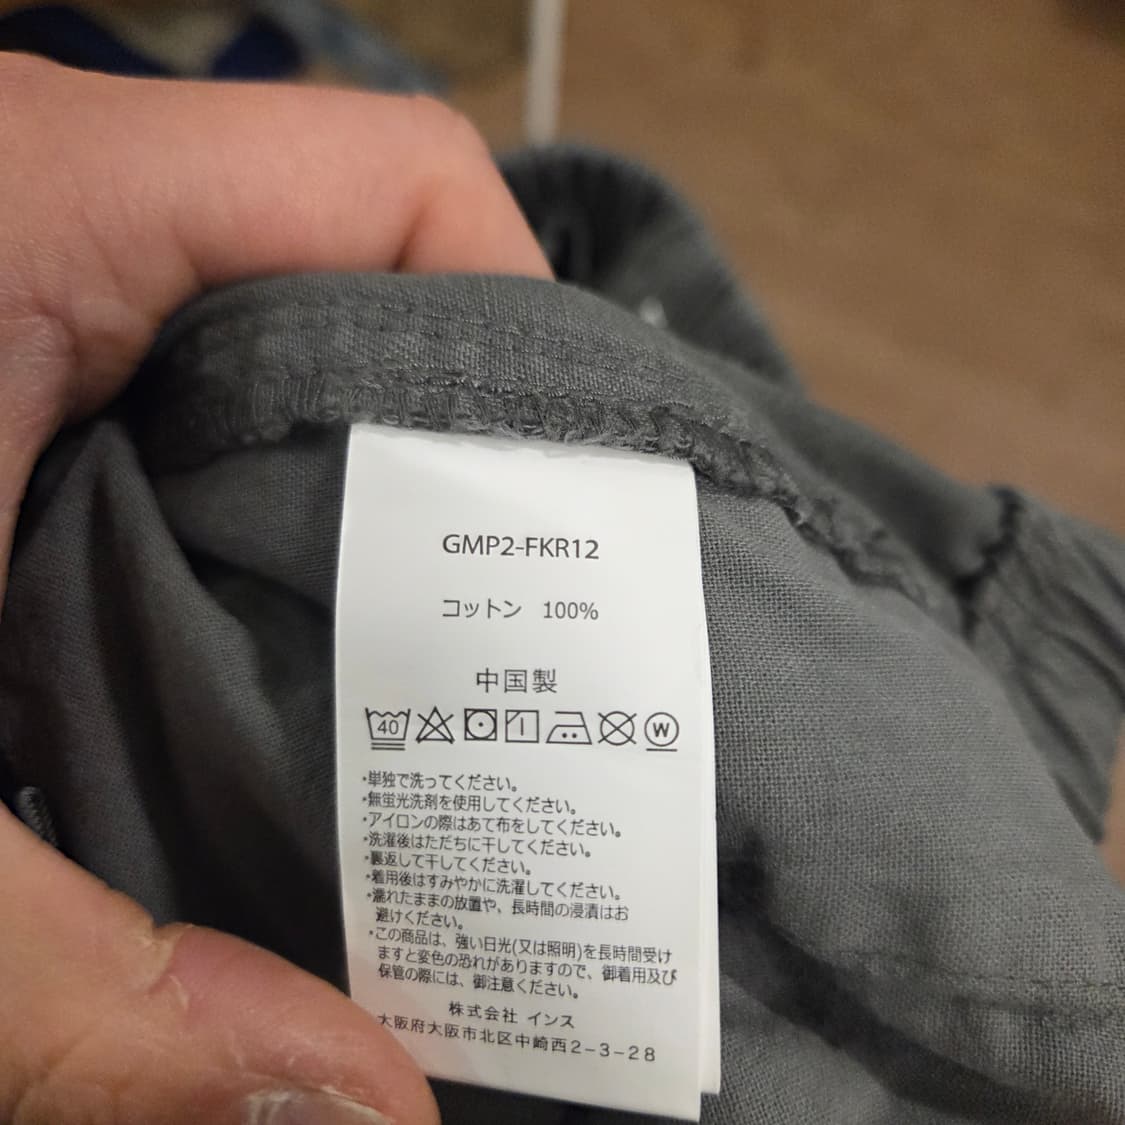 GMP2-FKR12
コットン 100%
中国製
40
W
・単独で洗ってください。
・無蛍光洗剤を使用してください。
・アイロンの際はあて布をしてください。
・洗濯後はただちに干してください。
・裏返して干してください。
・着用後はすみやかに洗濯してください。
・濡れたままの放置や、長時間の浸漬はお
避けください。
・この商品は、強い日光(又は照明)を長時間受け
ますと変色の恐れがありますので、御着用及び
保管の際には、御注意ください。
株式会社 インス
大阪府大阪市北区中崎西2-3-28